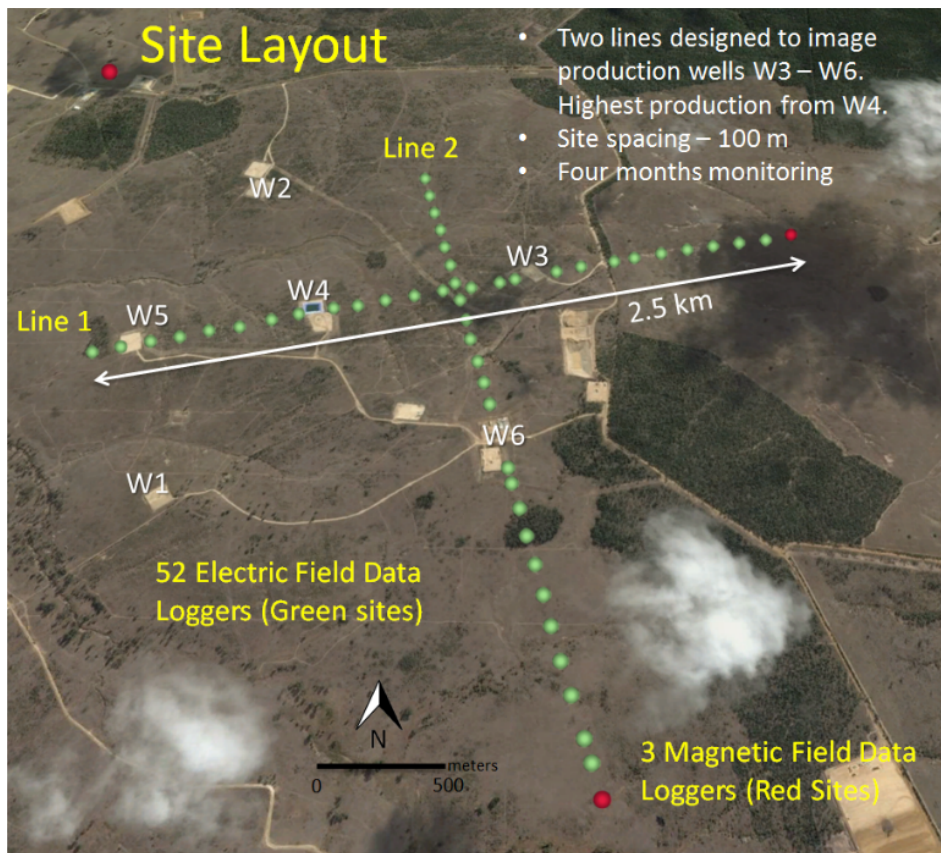 Site Layout
• Two lines designed to image
production wells W3 – W6.
Highest production from W4.
• Site spacing – 100 m
• Four months monitoring
Line 2
W2
W3
W4
W5
2.5 km
Line 1
W6
W1
52 Electric Field Data
Loggers (Green sites)
N
meters
0
500
3 Magnetic Field Data
Loggers (Red Sites)